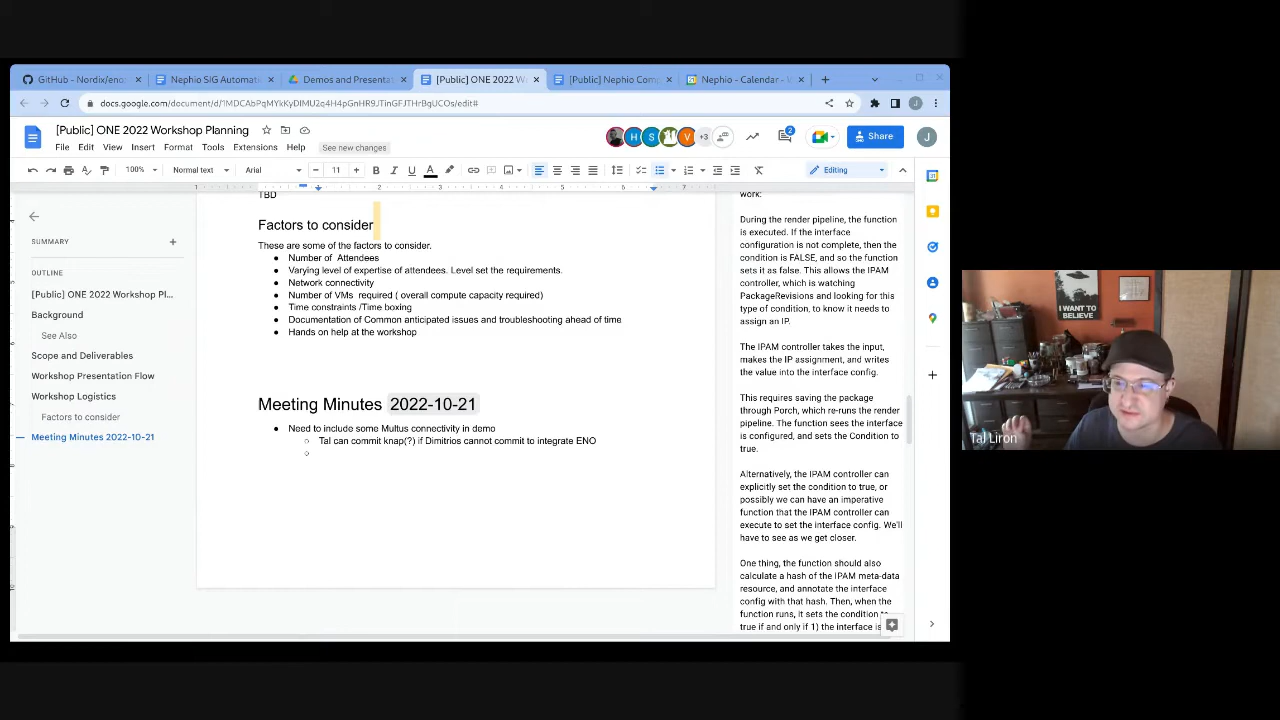 GitHub - Nordix/eno
Nephio SIG Automat
Demos and Presentat
[Public] ONE 2022 W
[Public] Nephio Com
Nephio - Calendar -
docs.google.com/document/d/1MDCAbPqMYkKyDIMU2q4H4pGnHR9JTinGFJTHrBqUCOs/edit#
J
[Public] ONE 2022 Workshop Planning
H
S
V
+3
2
Share
J
File Edit View Insert Format Tools Extensions Help
See new changes
100%
Normal text
Arial
11
B I U A
Editing
1 1 2 3 4 5 6 7
SUMMARY
OUTLINE
[Public] ONE 2022 Workshop Pl...
Background
See Also
Scope and Deliverables
Workshop Presentation Flow
Workshop Logistics
Factors to consider
Meeting Minutes 2022-10-21
TBD
Factors to consider
These are some of the factors to consider.
● Number of Attendees
● Varying level of expertise of attendees. Level set the requirements.
● Network connectivity
● Number of VMs required ( overall compute capacity required)
● Time constraints /Time boxing
● Documentation of Common anticipated issues and troubleshooting ahead of time
● Hands on help at the workshop
Meeting Minutes 2022-10-21
● Need to include some Multus connectivity in demo
○ Tal can commit knap(?) if Dimitrios cannot commit to integrate ENO
○
work:
During the render pipeline, the function
is executed. If the interface
configuration is not complete, then the
condition is FALSE, and so the function
sets it as false. This allows the IPAM
controller, which is watching
PackageRevisions and looking for this
type of condition, to know it needs to
assign an IP.
The IPAM controller takes the input,
makes the IP assignment, and writes
the value into the interface config.
This requires saving the package
through Porch, which re-runs the render
pipeline. The function sees the interface
is configured, and sets the Condition to
true.
Alternatively, the IPAM controller can
explicitly set the condition to true, or
possibly we can have an imperative
function that the IPAM controller can
execute to set the interface config. We'll
have to see as we get closer.
One thing, the function should also
calculate a hash of the IPAM meta-data
resource, and annotate the interface
config with that hash. Then, when the
function runs, it sets the condition to
true if and only if 1) the interface is
I WANT TO
BELIEVE
Tal Liron